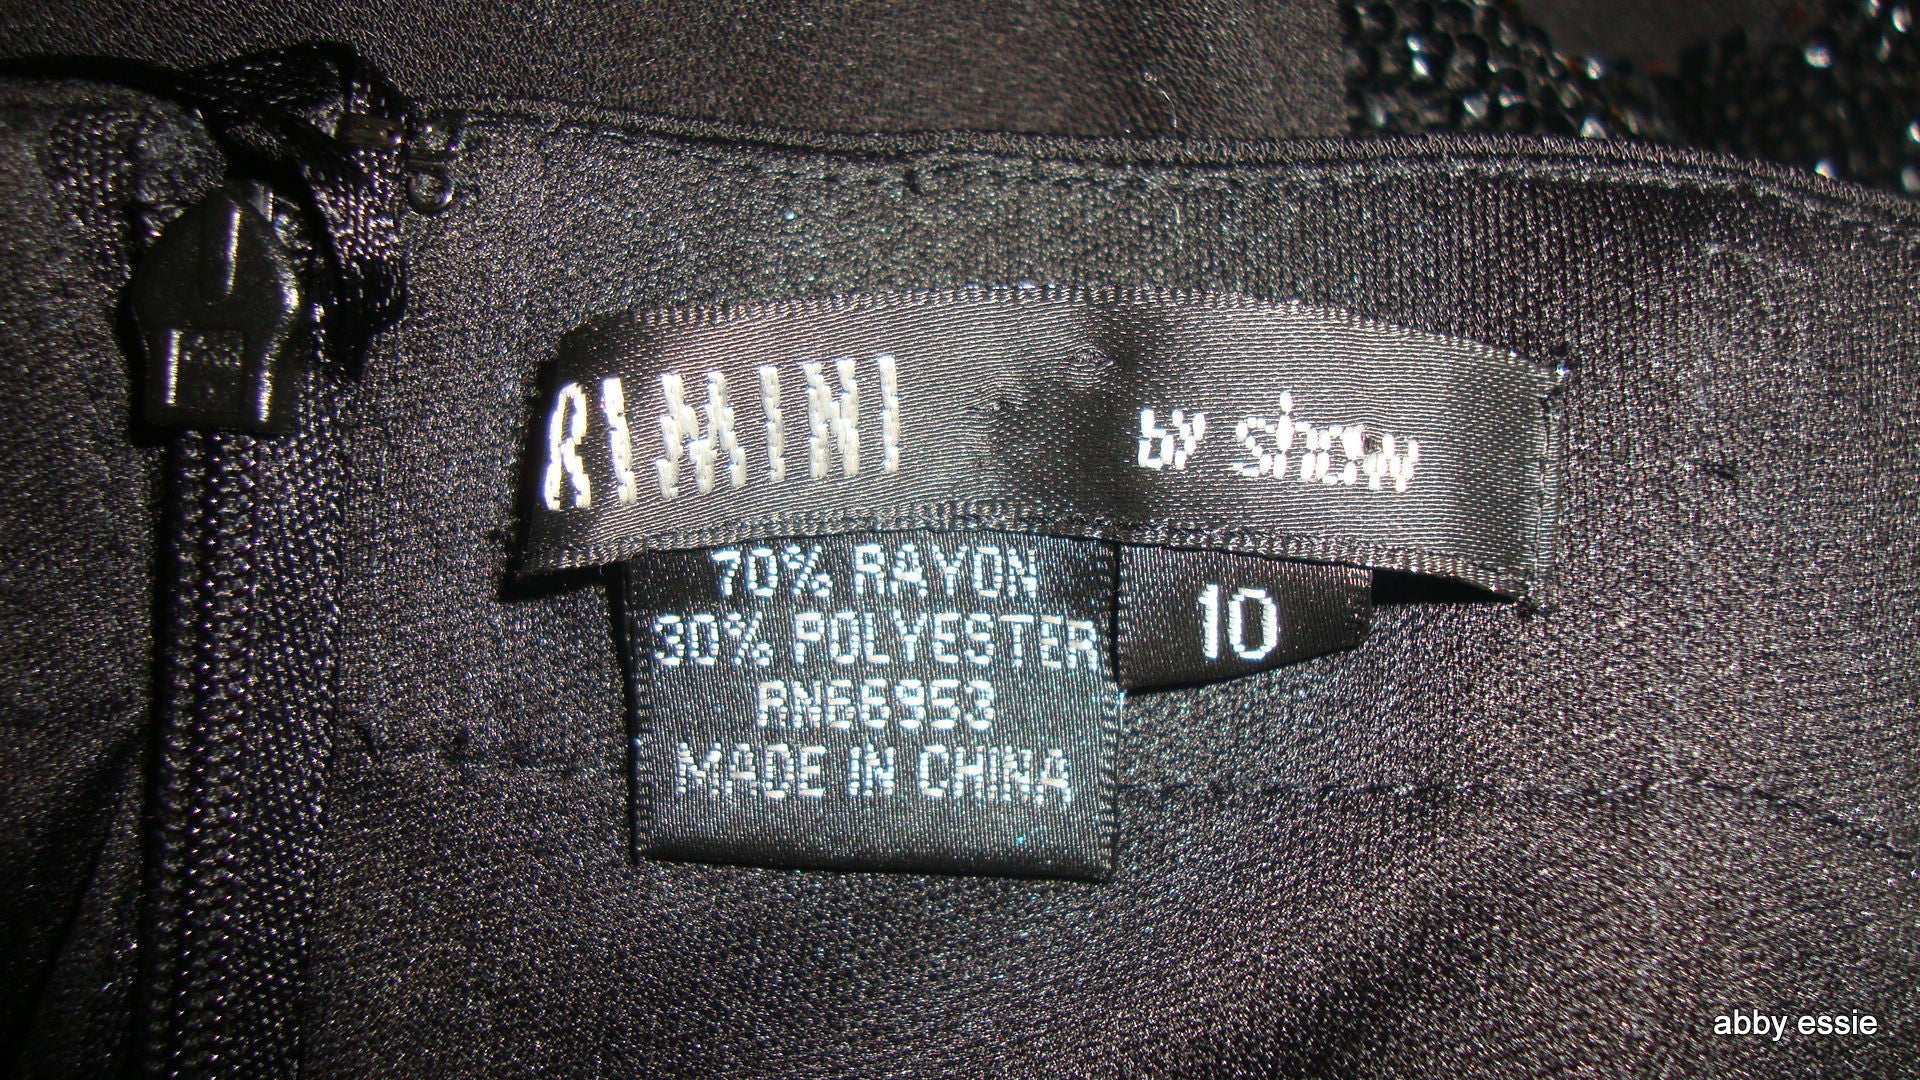 RIMINI by shaw
70% RAYON
30% POLYESTER
RN66953
MADE IN CHINA
10
abby essie